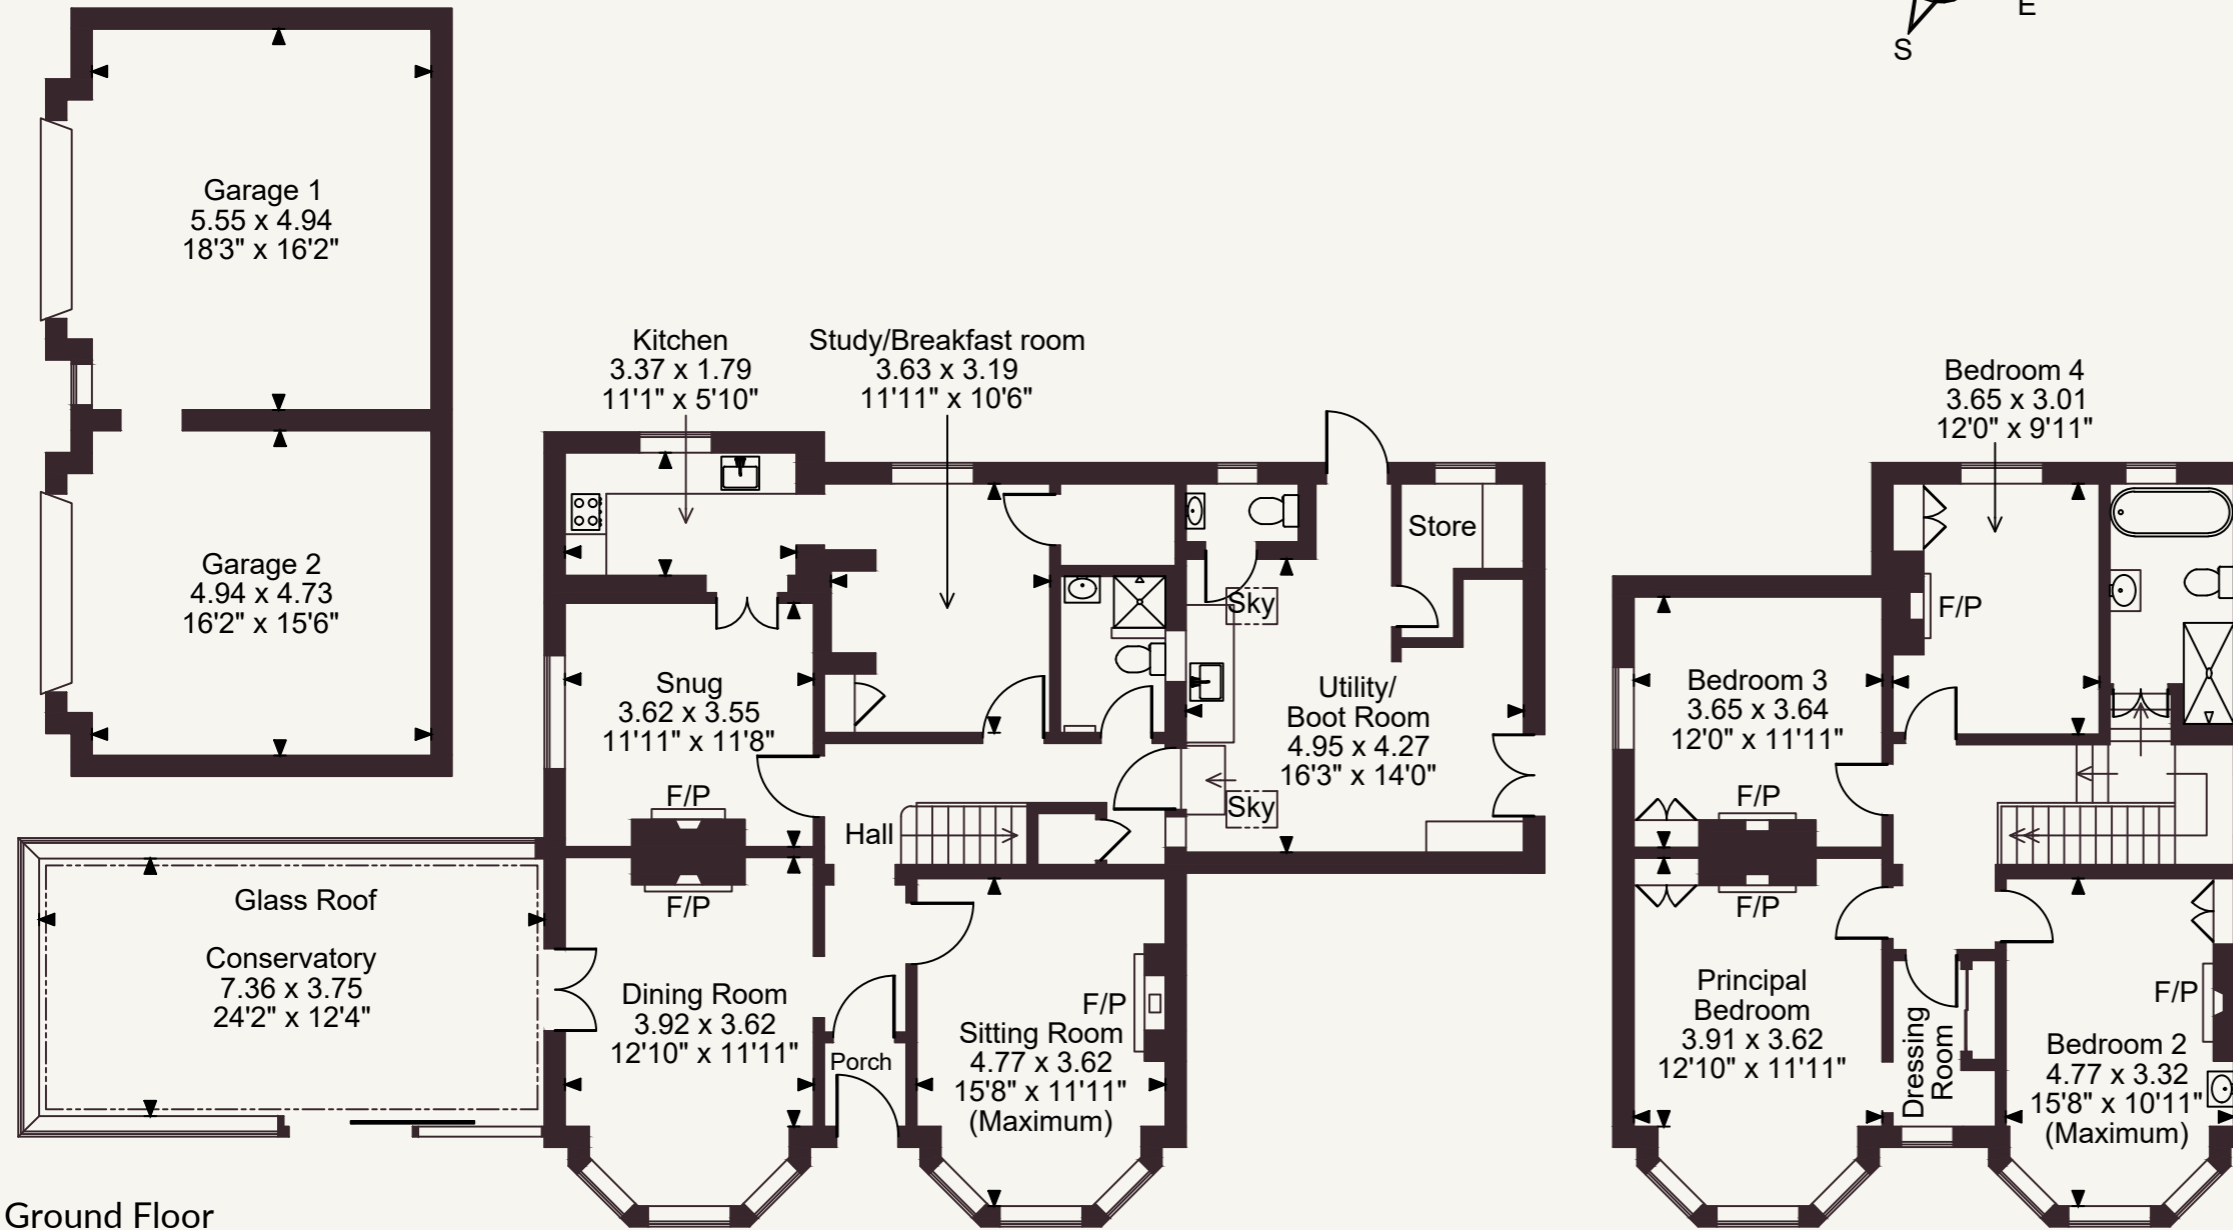 E
S
Garage 1
5.55 x 4.94
18'3" x 16'2"
Kitchen
3.37 x 1.79
11'1" x 5'10"
Study/Breakfast room
3.63 x 3.19
11'11" x 10'6"
Bedroom 4
3.65 x 3.01
12'0" x 9'11"
Garage 2
4.94 x 4.73
16'2" x 15'6"
Store
Sky
F/P
Snug
3.62 x 3.55
11'11" x 11'8"
F/P
Utility/
Boot Room
4.95 x 4.27
16'3" x 14'0"
Sky
Bedroom 3
3.65 x 3.64
12'0" x 11'11"
F/P
Hall
Glass Roof
Conservatory
7.36 x 3.75
24'2" x 12'4"
F/P
Dining Room
3.92 x 3.62
12'10" x 11'11"
Porch
F/P
Sitting Room
4.77 x 3.62
15'8" x 11'11"
(Maximum)
F/P
Principal
Bedroom
3.91 x 3.62
12'10" x 11'11"
Dressing
Room
F/P
Bedroom 2
4.77 x 3.32
15'8" x 10'11"
(Maximum)
Ground Floor